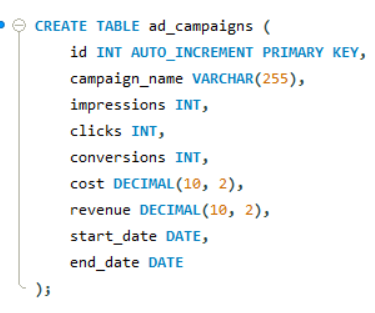 CREATE TABLE ad_campaigns (
id INT AUTO_INCREMENT PRIMARY KEY,
campaign_name VARCHAR(255),
impressions INT,
clicks INT,
conversions INT,
cost DECIMAL(10, 2),
revenue DECIMAL(10, 2),
start_date DATE,
end_date DATE
);